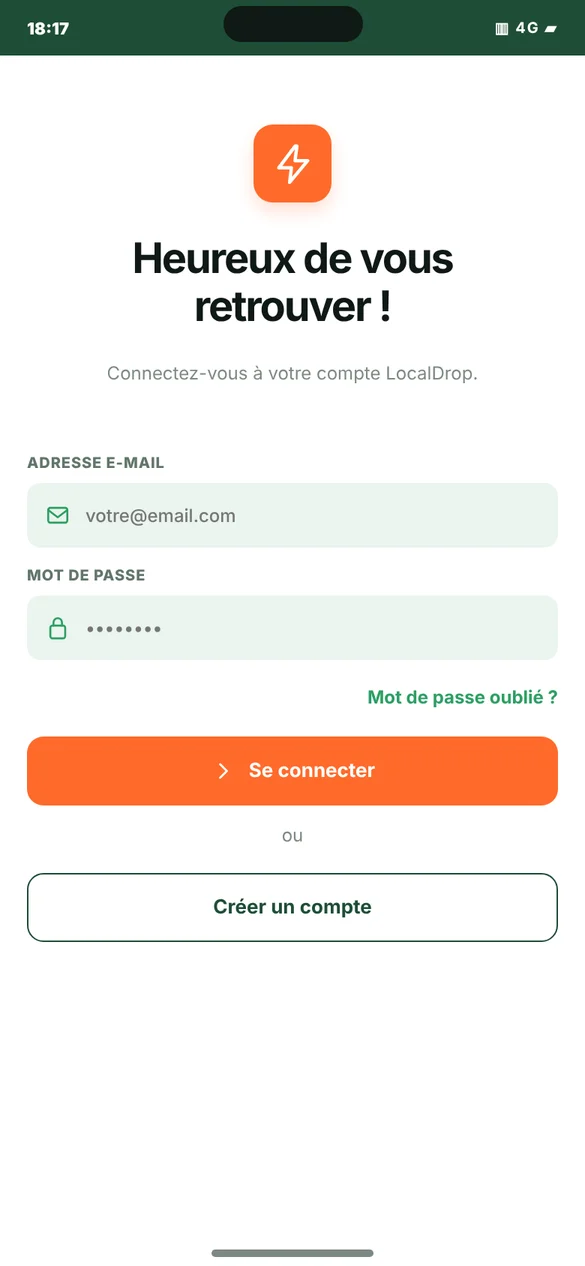 18:17
4G
Heureux de vous
retrouver !
Connectez-vous à votre compte LocalDrop.
ADRESSE E-MAIL
votre@email.com
MOT DE PASSE
••••••••
Mot de passe oublié ?
Se connecter
ou
Créer un compte